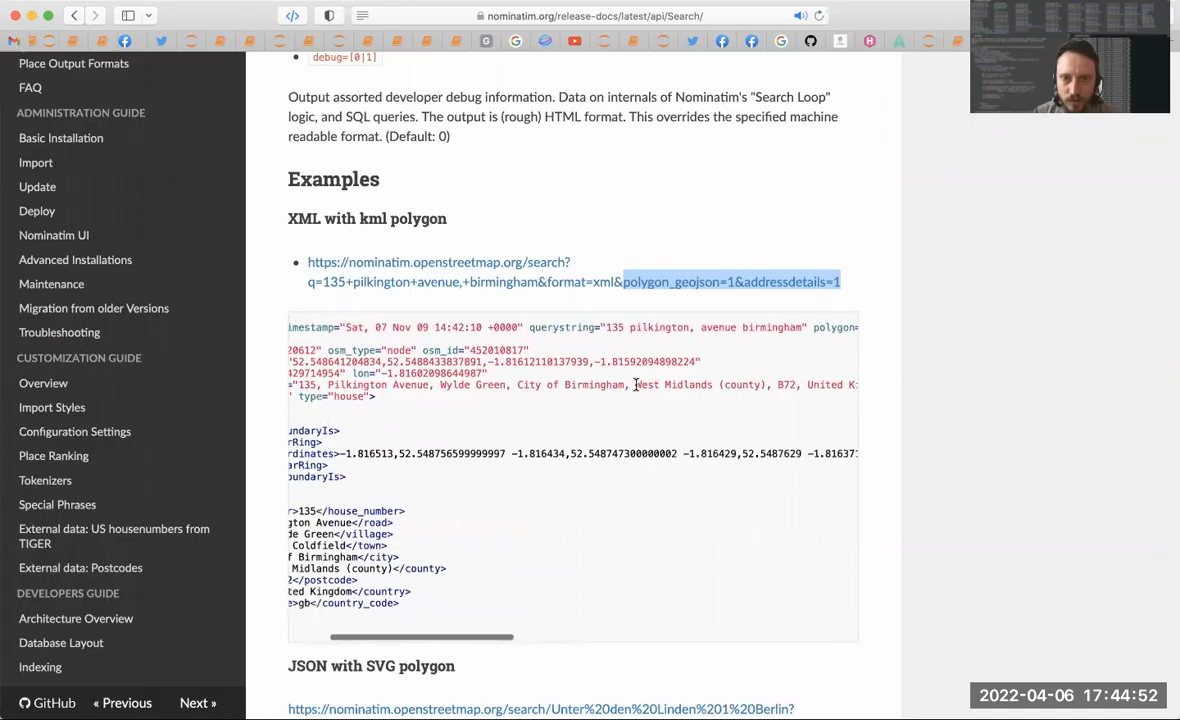 nominatim.org/release-docs/latest/api/Search/
Place Output Formats
FAQ
ADMINISTRATION GUIDE
Basic Installation
Import
Update
Deploy
Nominatim UI
Advanced Installations
Maintenance
Migration from older Versions
Troubleshooting
CUSTOMIZATION GUIDE
Overview
Import Styles
Configuration Settings
Place Ranking
Tokenizers
Special Phrases
External data: US housenumbers from
TIGER
External data: Postcodes
DEVELOPERS GUIDE
Architecture Overview
Database Layout
Indexing
GitHub « Previous Next »
debug=[0|1]
Output assorted developer debug information. Data on internals of Nominatim's "Search Loop"
logic, and SQL queries. The output is (rough) HTML format. This overrides the specified machine
readable format. (Default: 0)
Examples
XML with kml polygon
https://nominatim.openstreetmap.org/search?
q=135+pilkington+avenue,+birmingham&format=xml&polygon_geojson=1&addressdetails=1
imestamp="Sat, 07 Nov 09 14:42:10 +0000" querystring="135 pilkington, avenue birmingham" polygon=
20612" osm_type="node" osm_id="452010817"
"52.548641204834,52.5488433837891,-1.81612110137939,-1.81592094898224"
429714954" lon="-1.81602098644987"
="135, Pilkington Avenue, Wylde Green, City of Birmingham, West Midlands (county), B72, United K
" type="house">
undaryIs>
rRing>
rdinates>-1.816513,52.548756599999997 -1.816434,52.548747300000002 -1.816429,52.5487629 -1.81637
arRing>
oundaryIs>
r>135</house_number>
gton Avenue</road>
de Green</village>
 Coldfield</town>
f Birmingham</city>
 Midlands (county)</county>
2</postcode>
ted Kingdom</country>
e>gb</country_code>
JSON with SVG polygon
https://nominatim.openstreetmap.org/search/Unter%20den%20Linden%201%20Berlin?
2022-04-06 17:44:52